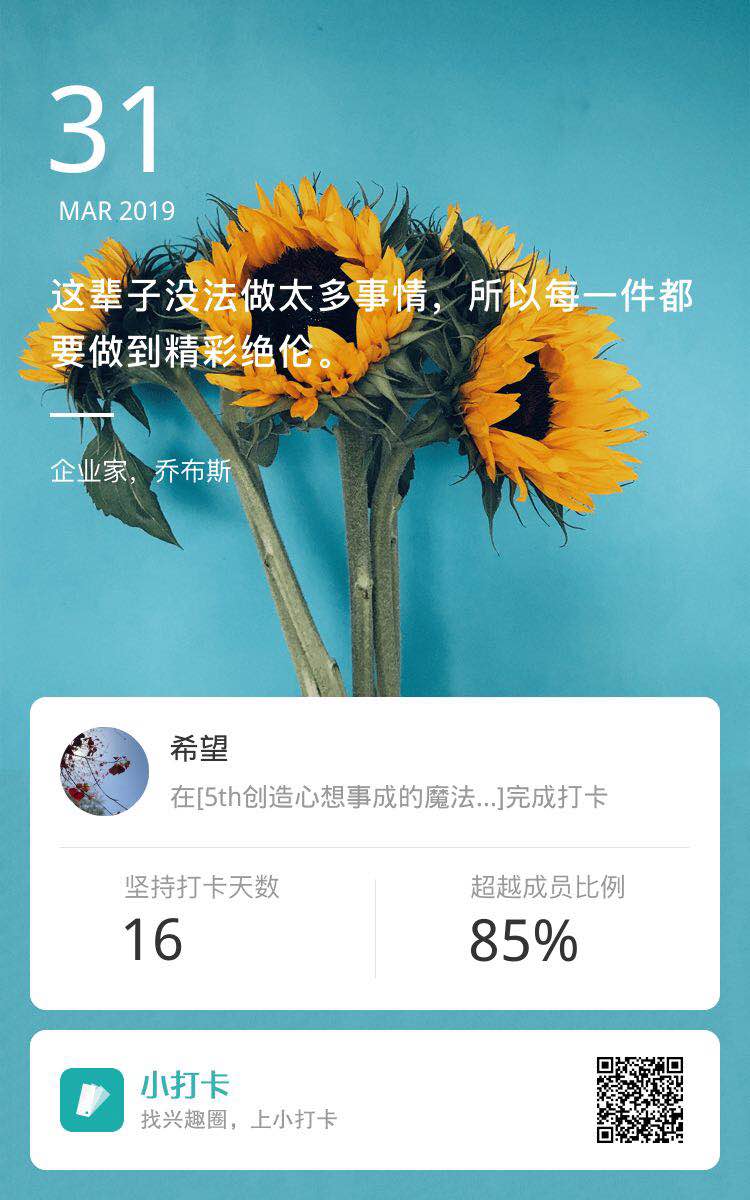 31
MAR 2019
这辈子没法做太多事情，所以每一件都
要做到精彩绝伦。
企业家，乔布斯
希望
在[5th创造心想事成的魔法...]完成打卡
坚持打卡天数
超越成员比例
16
85%
小打卡
找兴趣圈，上小打卡